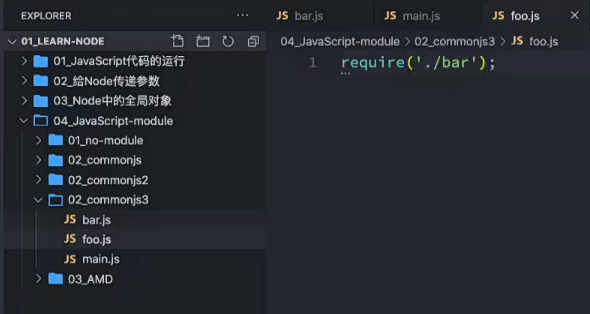 EXPLORER
JS bar.js
JS main.js
JS foo.js
01_LEARN-NODE
04_JavaScript-module > 02_commonjs3 > JS foo.js
01_JavaScript代码的运行
1 require('./bar');
02_给Node传递参数
03_Node中的全局对象
04_JavaScript-module
01_no-module
02_commonjs
02_commonjs2
02_commonjs3
JS bar.js
JS foo.js
JS main.js
03_AMD